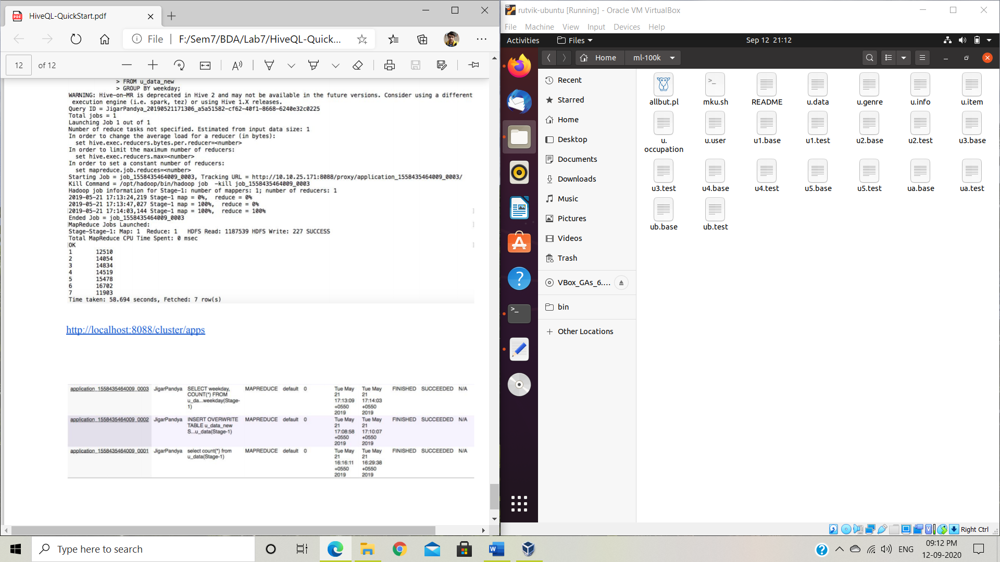 HiveQL-QuickStart.pdf
File
F:/Sem7/BDA/Lab7/HiveQL-Quick...
12 of 12
> FROM u_data_new
> GROUP BY weekday;
WARNING: Hive-on-MR is deprecated in Hive 2 and may not be available in the future versions. Consider using a different
execution engine (i.e. spark, tez) or using Hive 1.X releases.
Query ID = JigarPandya_20190521171306_a5a51582-cf62-40f1-8668-6240e32c0225
Total jobs = 1
Launching Job 1 out of 1
Number of reduce tasks not specified. Estimated from input data size: 1
In order to change the average load for a reducer (in bytes):
set hive.exec.reducers.bytes.per.reducer=<number>
In order to limit the maximum number of reducers:
set hive.exec.reducers.max=<number>
In order to set a constant number of reducers:
set mapreduce.job.reduces=<number>
Starting Job = job_1558435464009_0003, Tracking URL = http://10.10.25.171:8088/proxy/application_1558435464009_0003/
Kill Command = /opt/hadoop/bin/hadoop job  -kill job_1558435464009_0003
Hadoop job information for Stage-1: number of mappers: 1; number of reducers: 1
2019-05-21 17:13:24,219 Stage-1 map = 0%,  reduce = 0%
2019-05-21 17:13:47,027 Stage-1 map = 100%,  reduce = 0%
2019-05-21 17:14:03,144 Stage-1 map = 100%,  reduce = 100%
Ended Job = job_1558435464009_0003
MapReduce Jobs Launched:
Stage-Stage-1: Map: 1  Reduce: 1   HDFS Read: 1187539 HDFS Write: 227 SUCCESS
Total MapReduce CPU Time Spent: 0 msec
OK
1 12510
2 14054
3 14834
4 14519
5 15478
6 16702
7 11903
Time taken: 58.694 seconds, Fetched: 7 row(s)
http://localhost:8088/cluster/apps
application_1558435464009_0003 JigarPandya SELECT weekday, MAPREDUCE default 0 Tue May Tue May FINISHED SUCCEEDED N/A
COUNT(*) FROM 21 21
u_da...weekday(Stage- 17:13:09 17:14:03
1) +0550 +0550
2019 2019
application_1558435464009_0002 JigarPandya INSERT OVERWRITE MAPREDUCE default 0 Tue May Tue May FINISHED SUCCEEDED N/A
TABLE u_data_new 21 21
S...u_data(Stage-1) 17:08:58 17:10:07
+0550 +0550
2019 2019
application_1558435464009_0001 JigarPandya select count(*) from MAPREDUCE default 0 Tue May Tue May FINISHED SUCCEEDED N/A
u_data(Stage-1) 21 21
16:16:11 16:29:38
+0550 +0550
2019 2019
rutvik-ubuntu [Running] - Oracle VM VirtualBox
File Machine View Input Devices Help
Activities Files Sep 12 21:12
Home ml-100k
Recent
Starred
Home
Desktop
Documents
Downloads
Music
Pictures
Videos
Trash
VBox_GAs_6....
bin
+ Other Locations
allbut.pl mku.sh README u.data u.genre u.info u.item
u. occupation u.user u1.base u1.test u2.base u2.test u3.base
u3.test u4.base u4.test u5.base u5.test ua.base ua.test
ub.base ub.test
Right Ctrl
Type here to search
ENG
09:12 PM
12-09-2020